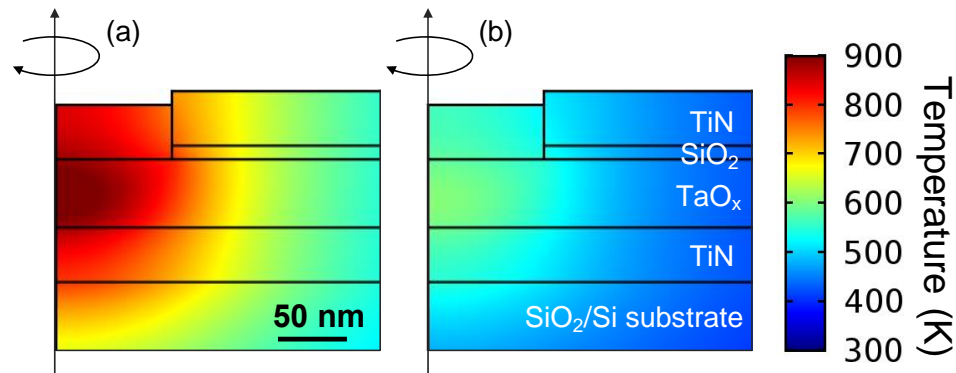 (a)
(b)
TiN
SiO₂
TaOₓ
TiN
50 nm
SiO₂/Si substrate
900
800
700
600
500
400
300
Temperature (K)